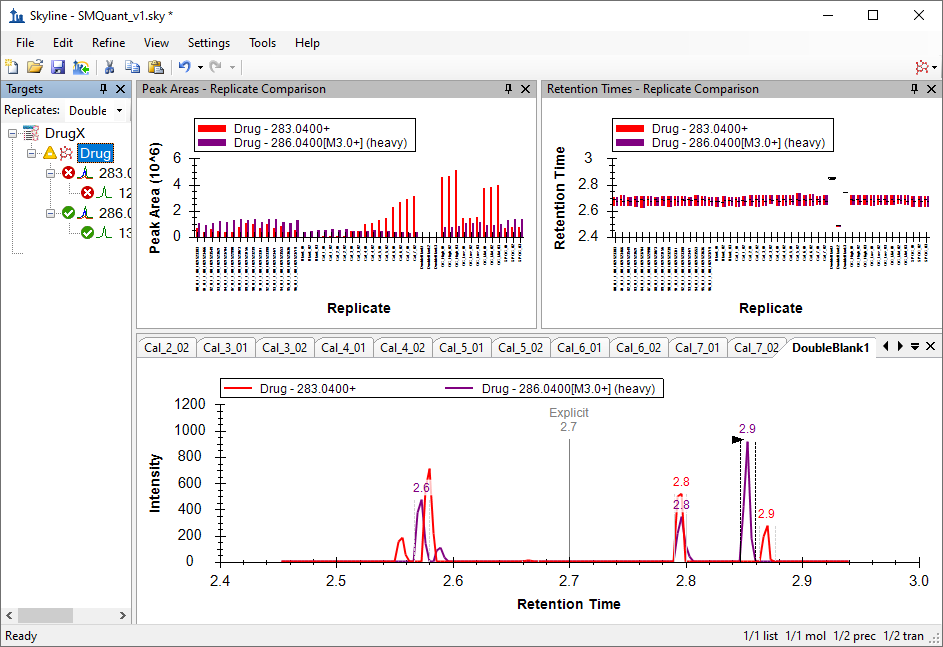 Skyline - SMQuant_v1.sky *
File Edit Refine View Settings Tools Help
Targets
Replicates: Double
DrugX
Drug
283.0
12
286.0
13
Peak Areas - Replicate Comparison
Drug - 283.0400+
Drug - 286.0400[M3.0+] (heavy)
Peak Area (10^6)
6
4
2
0
Replicate
Retention Times - Replicate Comparison
Drug - 283.0400+
Drug - 286.0400[M3.0+] (heavy)
Retention Time
3
2.8
2.6
2.4
Replicate
Cal_2_02 Cal_3_01 Cal_3_02 Cal_4_01 Cal_4_02 Cal_5_01 Cal_5_02 Cal_6_01 Cal_6_02 Cal_7_01 Cal_7_02 DoubleBlank1
Drug - 283.0400+ Drug - 286.0400[M3.0+] (heavy)
Explicit
2.7
2.9
2.6
2.8
2.8
2.9
Intensity
1200
1000
800
600
400
200
0
2.4 2.5 2.6 2.7 2.8 2.9 3.0
Retention Time
Ready 1/1 list 1/1 mol 1/2 prec 1/2 tran